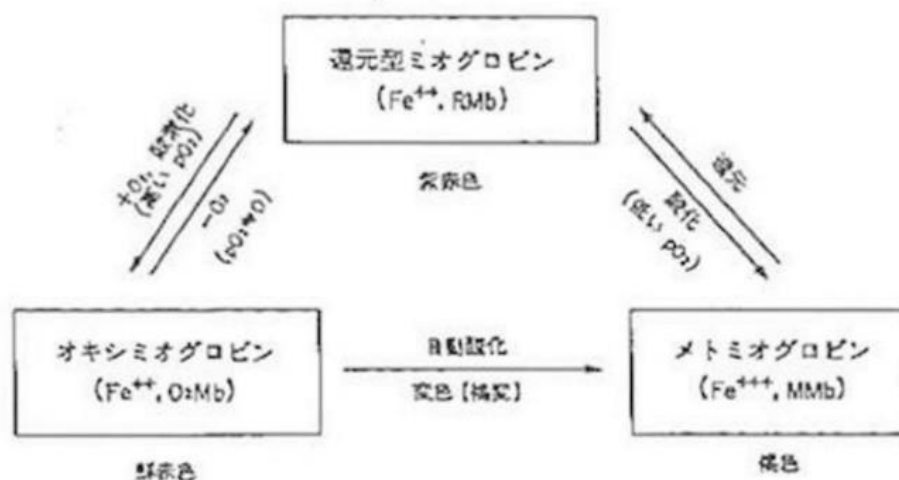 還元型ミオグロビン
(Fe⁺⁺, RMb)
紫赤色
+O₂, 酸素化
(高い pO₂)
−O₂
(pO₂≒0)
還元
酸化
(低い pO₂)
オキシミオグロビン
(Fe⁺⁺, O₂Mb)
鮮赤色
自動酸化
変色【褐変】
メトミオグロビン
(Fe⁺⁺⁺, MMb)
褐色